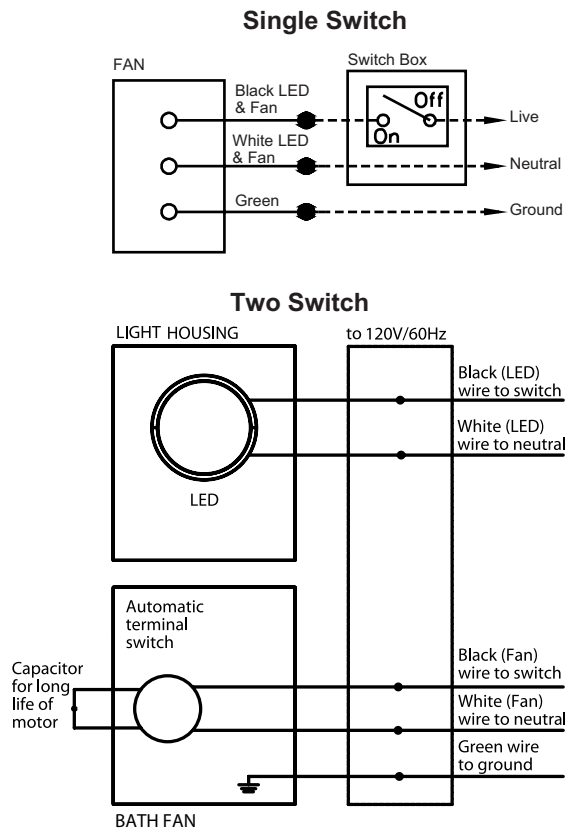 Single Switch
FAN
Switch Box
Black LED
& Fan
Off
On
Live
White LED
& Fan
Neutral
Green
Ground
Two Switch
LIGHT HOUSING
to 120V/60Hz
Black (LED)
wire to switch
White (LED)
wire to neutral
LED
Automatic
terminal
switch
Capacitor
for long
life of
motor
Black (Fan)
wire to switch
White (Fan)
wire to neutral
Green wire
to ground
BATH FAN